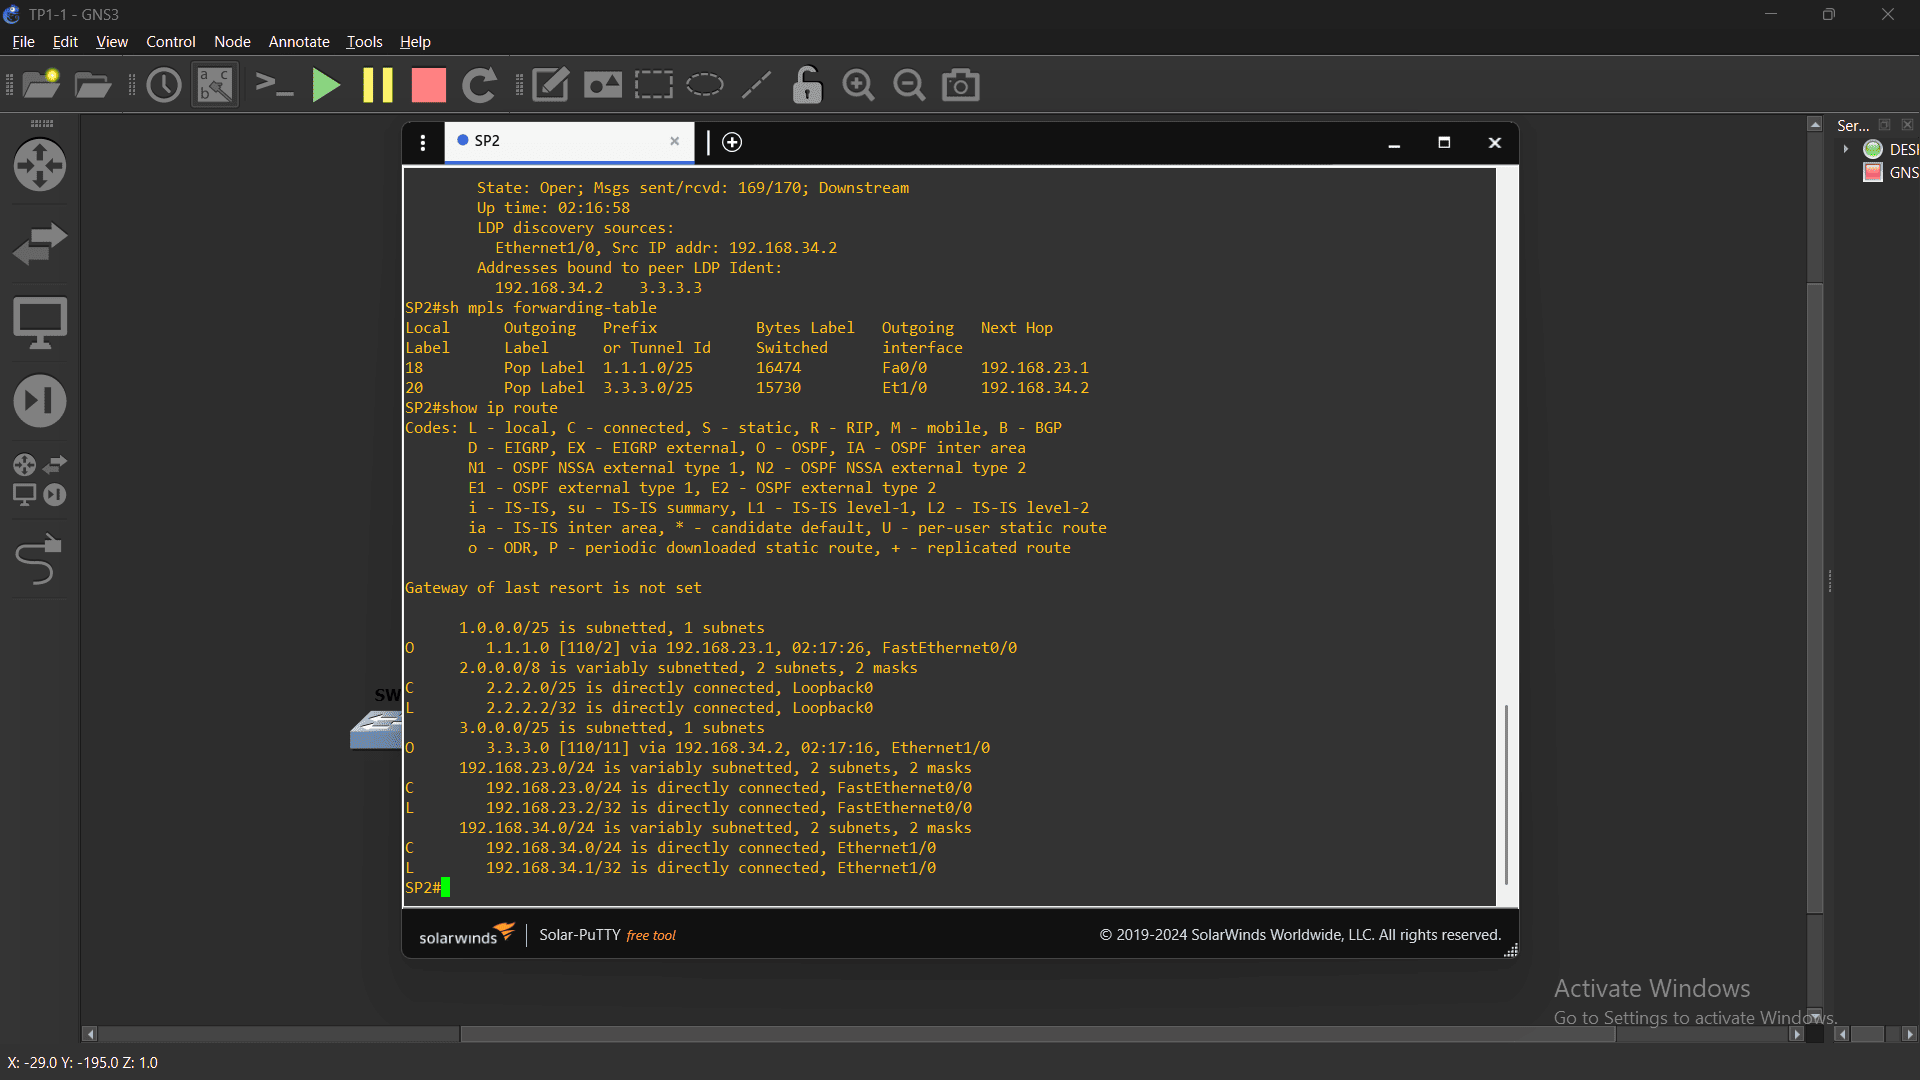 TP1-1 - GNS3
File Edit View Control Node Annotate Tools Help
Ser...
DESI
GNS
SP2
State: Oper; Msgs sent/rcvd: 169/170; Downstream
Up time: 02:16:58
LDP discovery sources:
Ethernet1/0, Src IP addr: 192.168.34.2
Addresses bound to peer LDP Ident:
192.168.34.2    3.3.3.3
SP2#sh mpls forwarding-table
Local      Outgoing   Prefix           Bytes Label   Outgoing   Next Hop
Label      Label      or Tunnel Id     Switched      interface
18         Pop Label  1.1.1.0/25       16474         Fa0/0      192.168.23.1
20         Pop Label  3.3.3.0/25       15730         Et1/0      192.168.34.2
SP2#show ip route
Codes: L - local, C - connected, S - static, R - RIP, M - mobile, B - BGP
D - EIGRP, EX - EIGRP external, O - OSPF, IA - OSPF inter area
N1 - OSPF NSSA external type 1, N2 - OSPF NSSA external type 2
E1 - OSPF external type 1, E2 - OSPF external type 2
i - IS-IS, su - IS-IS summary, L1 - IS-IS level-1, L2 - IS-IS level-2
ia - IS-IS inter area, * - candidate default, U - per-user static route
o - ODR, P - periodic downloaded static route, + - replicated route
Gateway of last resort is not set
1.0.0.0/25 is subnetted, 1 subnets
O        1.1.1.0 [110/2] via 192.168.23.1, 02:17:26, FastEthernet0/0
2.0.0.0/8 is variably subnetted, 2 subnets, 2 masks
C        2.2.2.0/25 is directly connected, Loopback0
L        2.2.2.2/32 is directly connected, Loopback0
3.0.0.0/25 is subnetted, 1 subnets
O        3.3.3.0 [110/11] via 192.168.34.2, 02:17:16, Ethernet1/0
192.168.23.0/24 is variably subnetted, 2 subnets, 2 masks
C        192.168.23.0/24 is directly connected, FastEthernet0/0
L        192.168.23.2/32 is directly connected, FastEthernet0/0
192.168.34.0/24 is variably subnetted, 2 subnets, 2 masks
C        192.168.34.0/24 is directly connected, Ethernet1/0
L        192.168.34.1/32 is directly connected, Ethernet1/0
SP2#
SW
solarwinds Solar-PuTTY free tool © 2019-2024 SolarWinds Worldwide, LLC. All rights reserved.
Activate Windows
Go to Settings to activate Windows.
X: -29.0 Y: -195.0 Z: 1.0